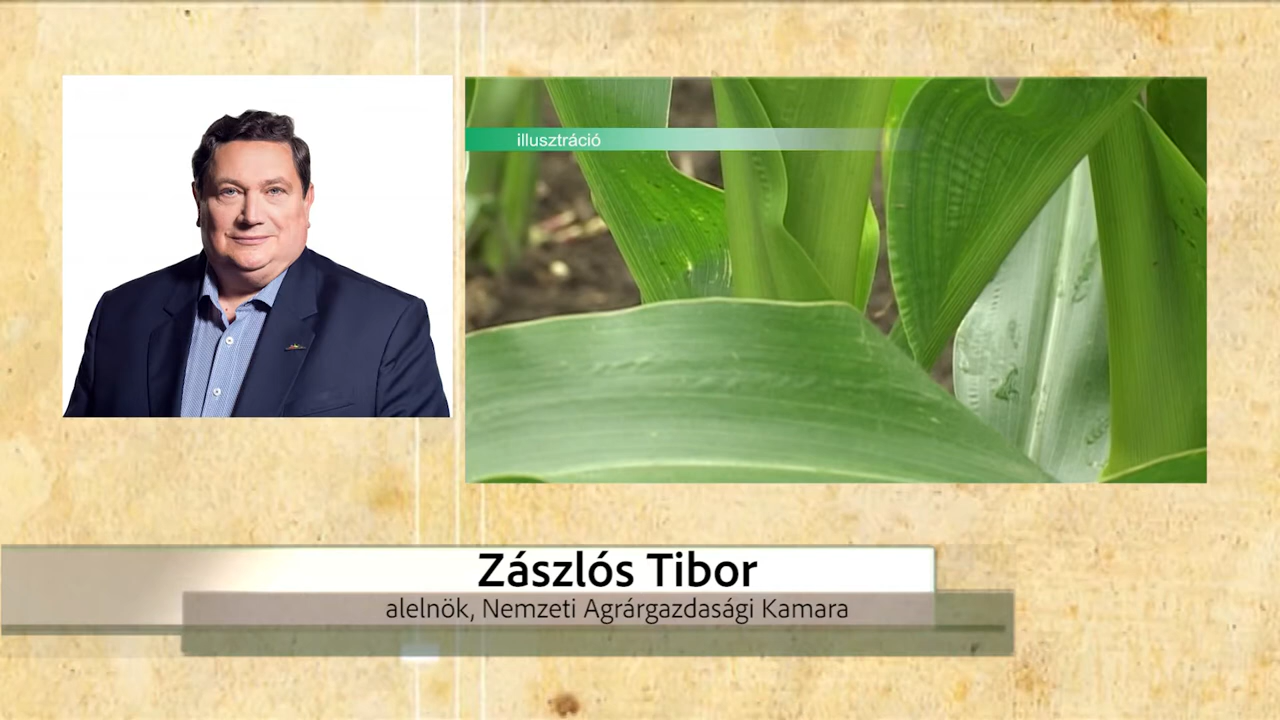 illusztráció
Zászlós Tibor
alelnök, Nemzeti Agrárgazdasági Kamara